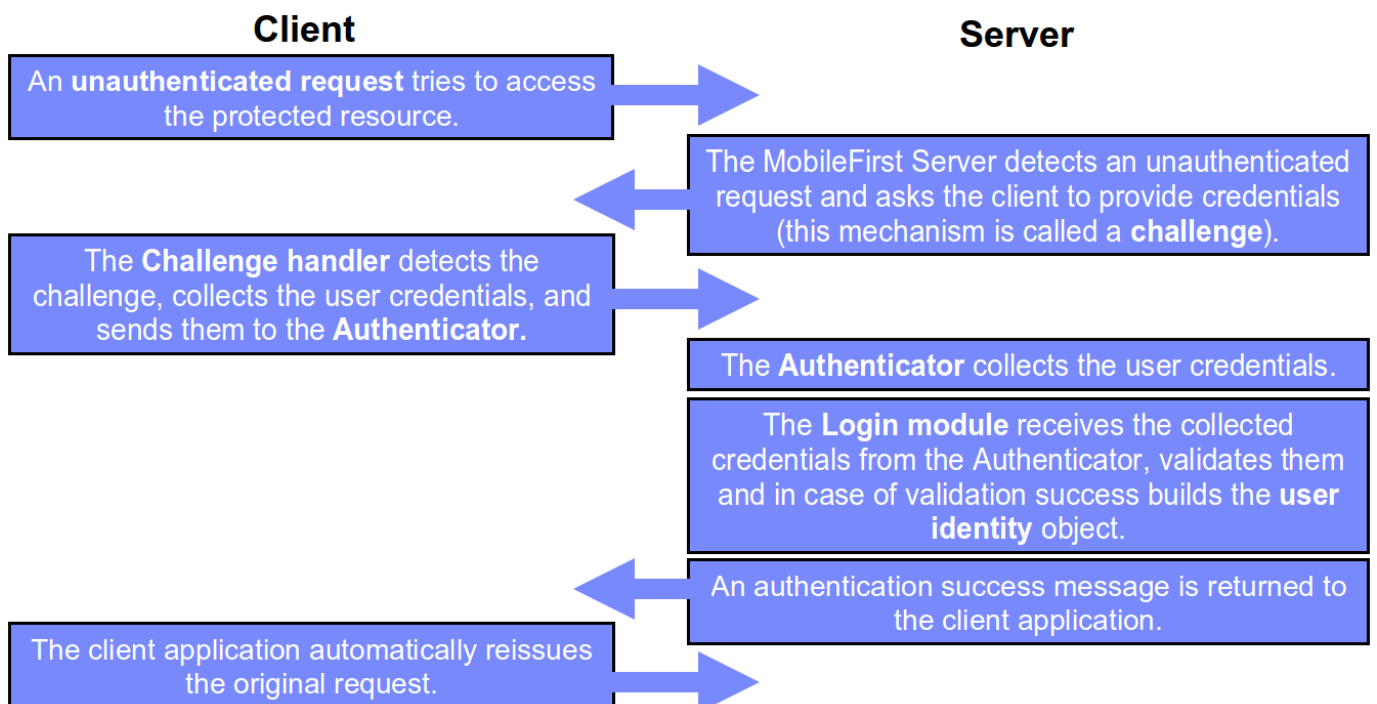 Client
Server
An unauthenticated request tries to access
the protected resource.
The MobileFirst Server detects an unauthenticated
request and asks the client to provide credentials
(this mechanism is called a challenge).
The Challenge handler detects the
challenge, collects the user credentials, and
sends them to the Authenticator.
The Authenticator collects the user credentials.
The Login module receives the collected
credentials from the Authenticator, validates them
and in case of validation success builds the user
identity object.
An authentication success message is returned to
the client application.
The client application automatically reissues
the original request.